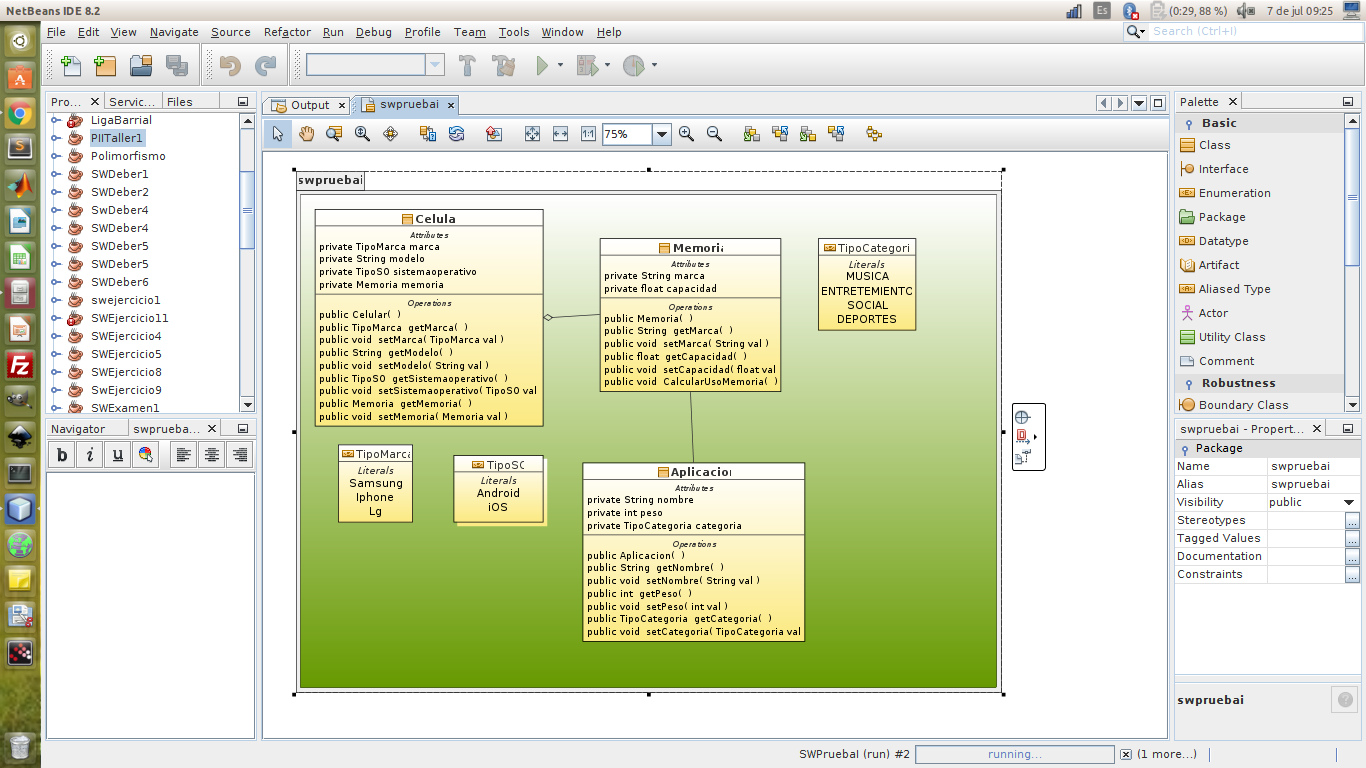 NetBeans IDE 8.2
Es
(0:29, 88 %)
7 de jul 09:25
File Edit View Navigate Source Refactor Run Debug Profile Team Tools Window Help
Search (Ctrl+I)
Pro... Servic... Files
LigaBarrial
PIITaller1
Polimorfismo
SWDeber1
SWDeber2
SwDeber4
SWDeber4
SWDeber5
SWDeber5
SWDeber6
swejercicio1
SWEjercicio11
SWEjercicio4
SWEjercicio5
SWEjercicio8
SwEjercicio9
SWExamen1
Navigator swprueba...
b i u
Output swpruebai
1:1 75%
swpruebai
Celula
Attributes
private TipoMarca marca
private String modelo
private TipoSO sistemaoperativo
private Memoria memoria
Operations
public Celular( )
public TipoMarca getMarca( )
public void setMarca( TipoMarca val )
public String getModelo( )
public void setModelo( String val )
public TipoSO getSistemaoperativo( )
public void setSistemaoperativo( TipoSO val
public Memoria getMemoria( )
public void setMemoria( Memoria val )
Memoria
Attributes
private String marca
private float capacidad
Operations
public Memoria( )
public String getMarca( )
public void setMarca( String val )
public float getCapacidad( )
public void setCapacidad( float val
public void CalcularUsoMemoria( )
TipoCategori
Literals
MUSICA
ENTRETEMIENTO
SOCIAL
DEPORTES
TipoMarca
Literals
Samsung
Iphone
Lg
TipoSO
Literals
Android
iOS
Aplicacion
Attributes
private String nombre
private int peso
private TipoCategoria categoria
Operations
public Aplicacion( )
public String getNombre( )
public void setNombre( String val )
public int getPeso( )
public void setPeso( int val )
public TipoCategoria getCategoria( )
public void setCategoria( TipoCategoria val
Palette
Basic
Class
Interface
Enumeration
Package
Datatype
Artifact
Aliased Type
Actor
Utility Class
Comment
Robustness
Boundary Class
swpruebai - Propert...
Package
Name swpruebai
Alias swpruebai
Visibility public
Stereotypes ...
Tagged Values ...
Documentation ...
Constraints ...
swpruebai
?
SWPruebaI (run) #2 running... (1 more...)